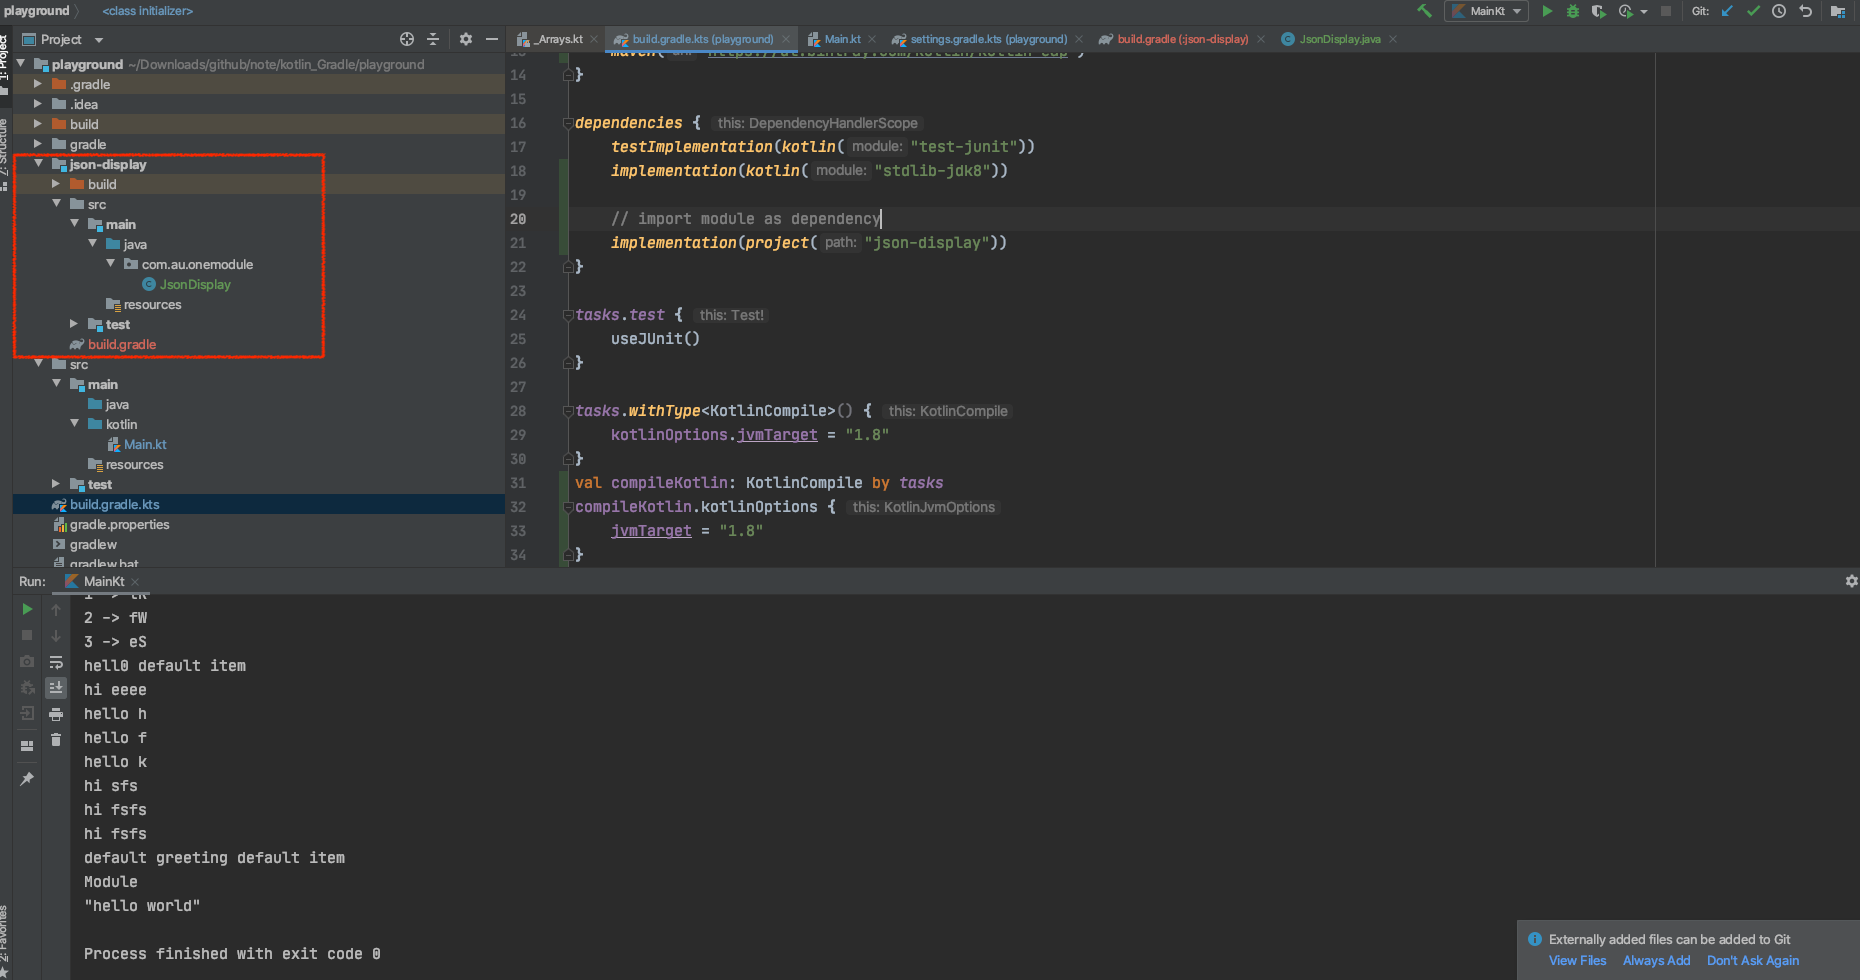 playground
<class initializer>
MainKt
Git:
Project
_Arrays.kt
build.gradle.kts (playground)
Main.kt
settings.gradle.kts (playground)
build.gradle (:json-display)
JsonDisplay.java
1: Project
Z: Structure
2: Favorites
playground ~/Downloads/github/note/kotlin_Gradle/playground
.gradle
.idea
build
gradle
json-display
build
src
main
java
com.au.onemodule
JsonDisplay
resources
test
build.gradle
src
main
java
kotlin
Main.kt
resources
test
build.gradle.kts
gradle.properties
gradlew
gradlew.bat
14 }
15
16 dependencies { this: DependencyHandlerScope
17 testImplementation(kotlin( module: "test-junit"))
18 implementation(kotlin( module: "stdlib-jdk8"))
19
20 // import module as dependency
21 implementation(project( path: "json-display"))
22 }
23
24 tasks.test { this: Test!
25 useJUnit()
26 }
27
28 tasks.withType<KotlinCompile>() { this: KotlinCompile
29 kotlinOptions.jvmTarget = "1.8"
30 }
31 val compileKotlin: KotlinCompile by tasks
32 compileKotlin.kotlinOptions { this: KotlinJvmOptions
33 jvmTarget = "1.8"
34 }
Run: MainKt
2 -> fW
3 -> eS
hell0 default item
hi eeee
hello h
hello f
hello k
hi sfs
hi fsfs
hi fsfs
default greeting default item
Module
"hello world"
Process finished with exit code 0
Externally added files can be added to Git
View Files Always Add Don't Ask Again